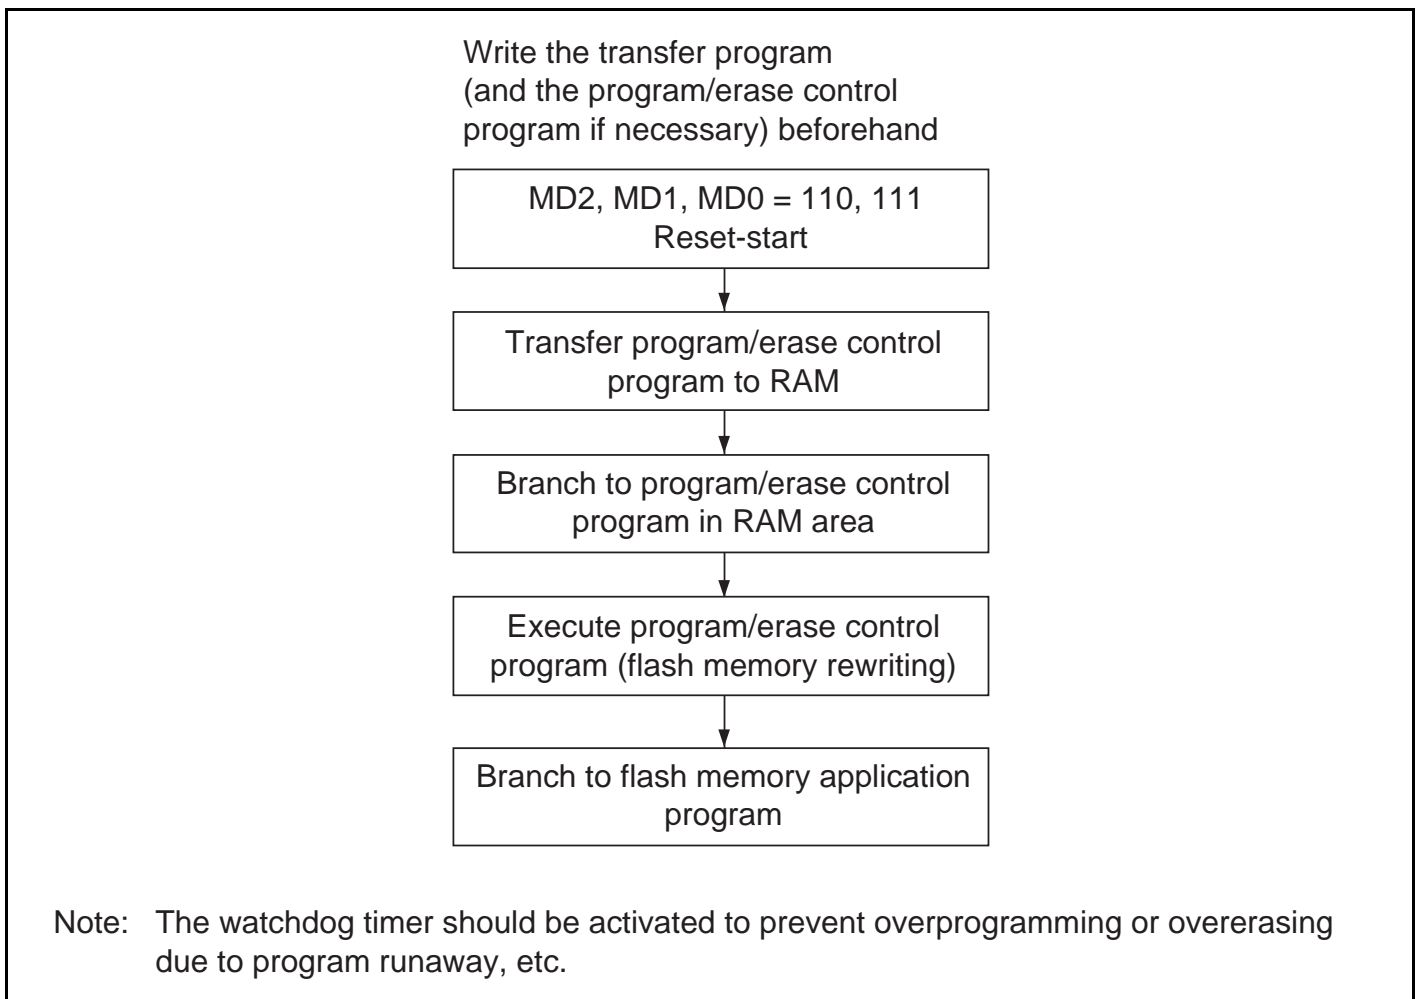 Write the transfer program
(and the program/erase control
program if necessary) beforehand
MD2, MD1, MD0 = 110, 111
Reset-start
Transfer program/erase control
program to RAM
Branch to program/erase control
program in RAM area
Execute program/erase control
program (flash memory rewriting)
Branch to flash memory application
program
Note: The watchdog timer should be activated to prevent overprogramming or overerasing
due to program runaway, etc.